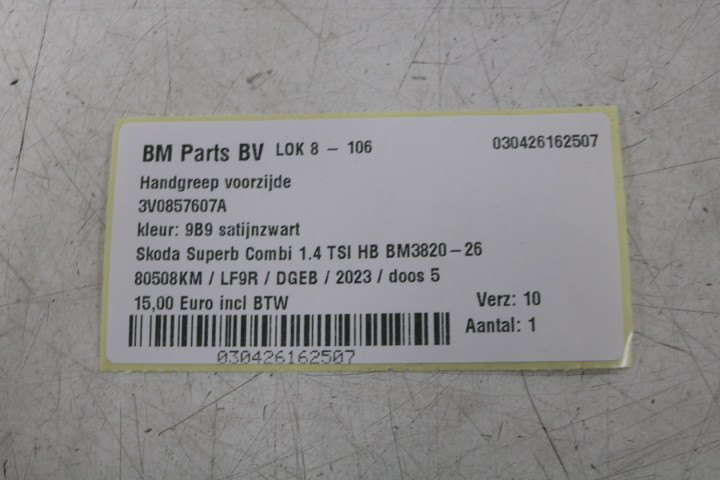 BM Parts BV LOK 8 - 106 030426162507
Handgreep voorzijde
3V0857607A
kleur: 9B9 satijnzwart
Skoda Superb Combi 1.4 TSI HB BM3820-26
80508KM / LF9R / DGEB / 2023 / doos 5
15,00 Euro incl BTW Verz: 10
Aantal: 1
030426162507